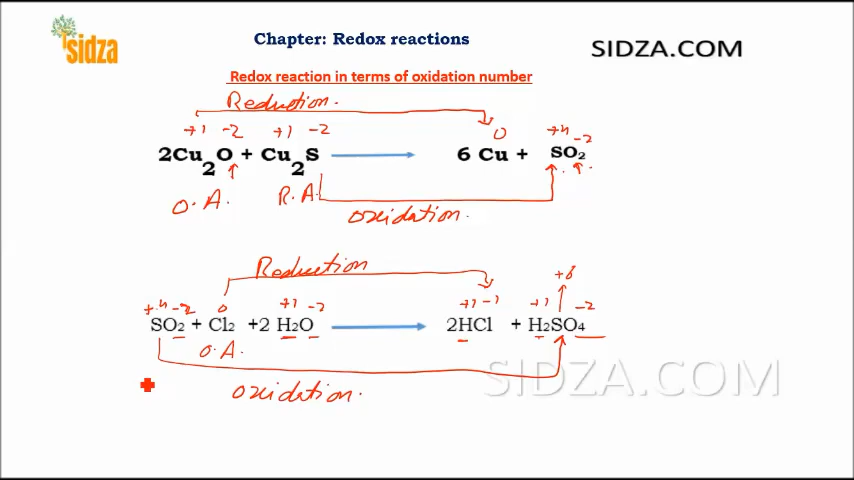 sidza
Chapter: Redox reactions
SIDZA.COM
Redox reaction in terms of oxidation number
Reduction.
+1 -2 +1 -2 0 +4 -2
2Cu₂O + Cu₂S → 6 Cu + SO₂
O.A. R.A.
Oxidation.
Reduction
+6
+4 -2 0 +1 -2 +1 -1 +1 -2
SO₂ + Cl₂ +2 H₂O → 2HCl + H₂SO₄
O.A.
Oxidation.
SIDZA.COM